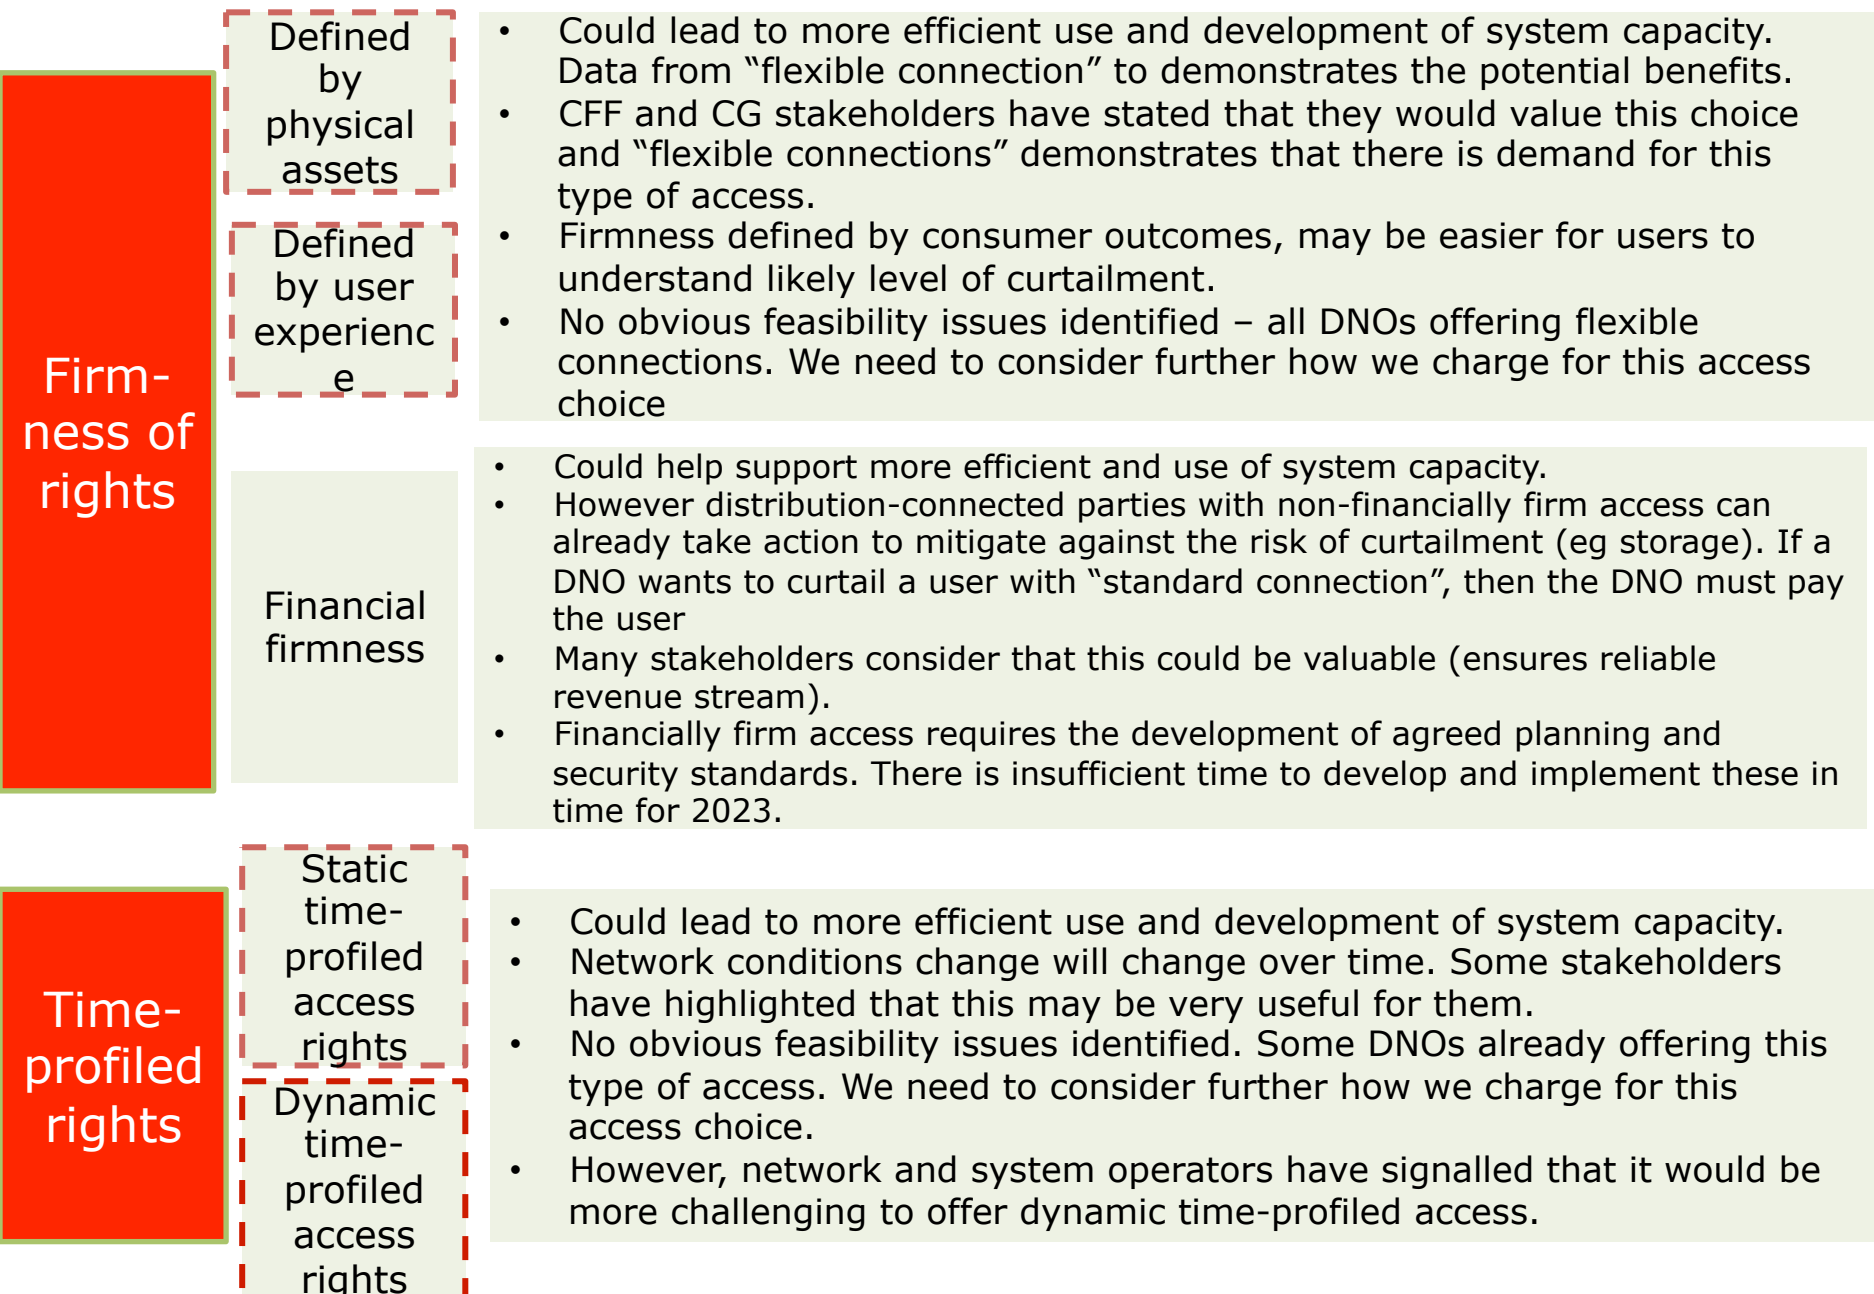 Firm-
ness of
rights
Defined
by
physical
assets
Defined
by user
experienc
e
• Could lead to more efficient use and development of system capacity.
Data from “flexible connection” to demonstrates the potential benefits.
• CFF and CG stakeholders have stated that they would value this choice
and “flexible connections” demonstrates that there is demand for this
type of access.
• Firmness defined by consumer outcomes, may be easier for users to
understand likely level of curtailment.
• No obvious feasibility issues identified – all DNOs offering flexible
connections. We need to consider further how we charge for this access
choice
Financial
firmness
• Could help support more efficient and use of system capacity.
• However distribution-connected parties with non-financially firm access can
already take action to mitigate against the risk of curtailment (eg storage). If a
DNO wants to curtail a user with “standard connection”, then the DNO must pay
the user
• Many stakeholders consider that this could be valuable (ensures reliable
revenue stream).
• Financially firm access requires the development of agreed planning and
security standards. There is insufficient time to develop and implement these in
time for 2023.
Time-
profiled
rights
Static
time-
profiled
access
rights
Dynamic
time-
profiled
access
rights
• Could lead to more efficient use and development of system capacity.
• Network conditions change will change over time. Some stakeholders
have highlighted that this may be very useful for them.
• No obvious feasibility issues identified. Some DNOs already offering this
type of access. We need to consider further how we charge for this
access choice.
• However, network and system operators have signalled that it would be
more challenging to offer dynamic time-profiled access.